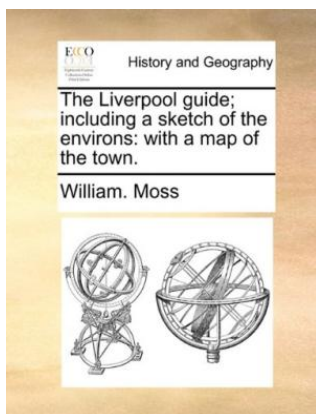 ECCO
History and Geography
The Liverpool guide;
including a sketch of the
environs: with a map of
the town.
William. Moss